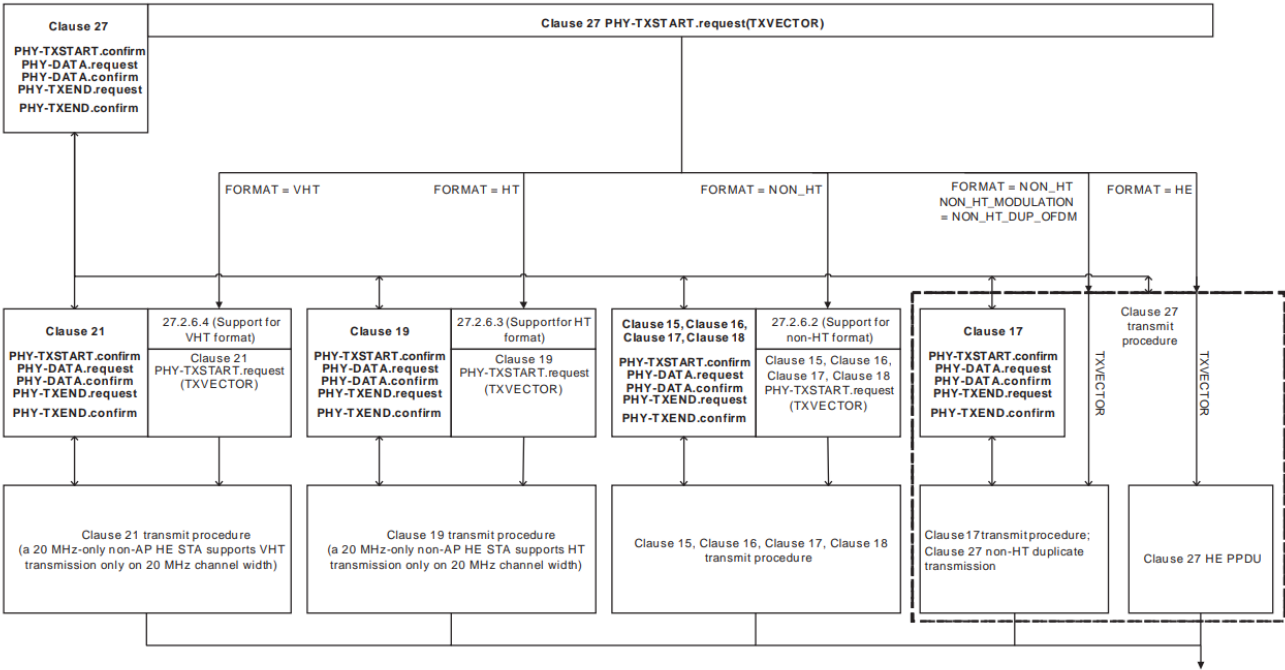 Clause 27
PHY-TXSTART.confirm
PHY-DATA.request
PHY-DATA.confirm
PHY-TXEND.request
PHY-TXEND.confirm
Clause 27 PHY-TXSTART.request(TXVECTOR)
FORMAT = VHT
FORMAT = HT
FORMAT = NON_HT
FORMAT = NON_HT
NON_HT_MODULATION
= NON_HT_DUP_OFDM
FORMAT = HE
Clause 21
PHY-TXSTART.confirm
PHY-DATA.request
PHY-DATA.confirm
PHY-TXEND.request
PHY-TXEND.confirm
27.2.6.4 (Support for
VHT format)
Clause 21
PHY-TXSTART.request
(TXVECTOR)
Clause 19
PHY-TXSTART.confirm
PHY-DATA.request
PHY-DATA.confirm
PHY-TXEND.request
PHY-TXEND.confirm
27.2.6.3 (Supportfor HT
format)
Clause 19
PHY-TXSTART.request
(TXVECTOR)
Clause 15, Clause 16,
Clause 17, Clause 18
PHY-TXSTART.confirm
PHY-DATA.request
PHY-DATA.confirm
PHY-TXEND.request
PHY-TXEND.confirm
27.2.6.2 (Support for
non-HT format)
Clause 15, Clause 16,
Clause 17, Clause 18
PHY-TXSTART.request
(TXVECTOR)
Clause 17
PHY-TXSTART.confirm
PHY-DATA.request
PHY-DATA.confirm
PHY-TXEND.request
PHY-TXEND.confirm
TXVECTOR
Clause 27
transmit
procedure
TXVECTOR
Clause 21 transmit procedure
(a 20 MHz-only non-AP HE STA supports VHT
transmission only on 20 MHz channel width)
Clause 19 transmit procedure
(a 20 MHz-only non-AP HE STA supports HT
transmission only on 20 MHz channel width)
Clause 15, Clause 16, Clause 17, Clause 18
transmit procedure
Clause 17 transmit procedure;
Clause 27 non-HT duplicate
transmission
Clause 27 HE PPDU